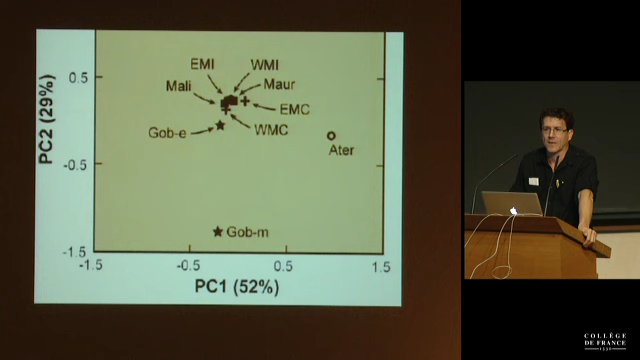 EMI
WMI
Mali
Maur
EMC
Gob-e
WMC
Ater
Gob-m
0.5
-0.5
-1.5
-1.5
-0.5
0.5
1.5
PC2 (29%)
PC1 (52%)
COLLÈGE
DE FRANCE
1530